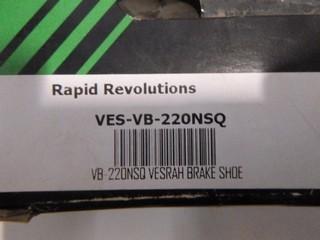 Rapid Revolutions
VES-VB-220NSQ
VB-220NSQ VESRAH BRAKE SHOE